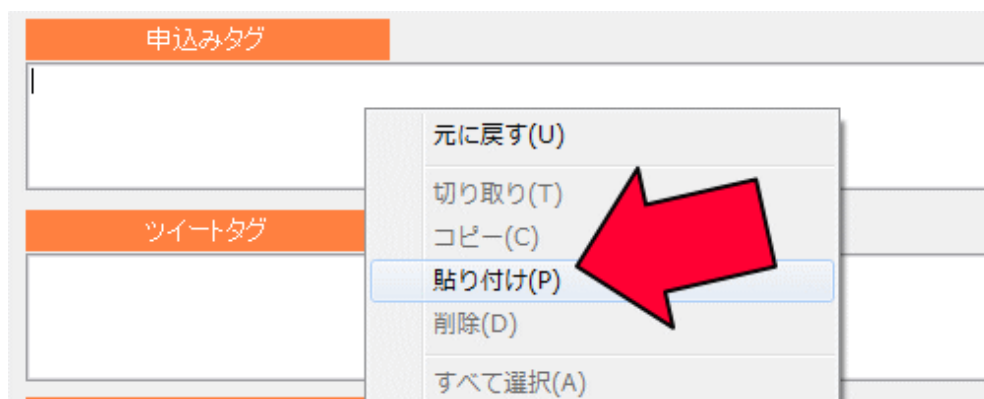 申込みタグ
元に戻す(U)
切り取り(T)
コピー(C)
貼り付け(P)
削除(D)
すべて選択(A)
ツイートタグ